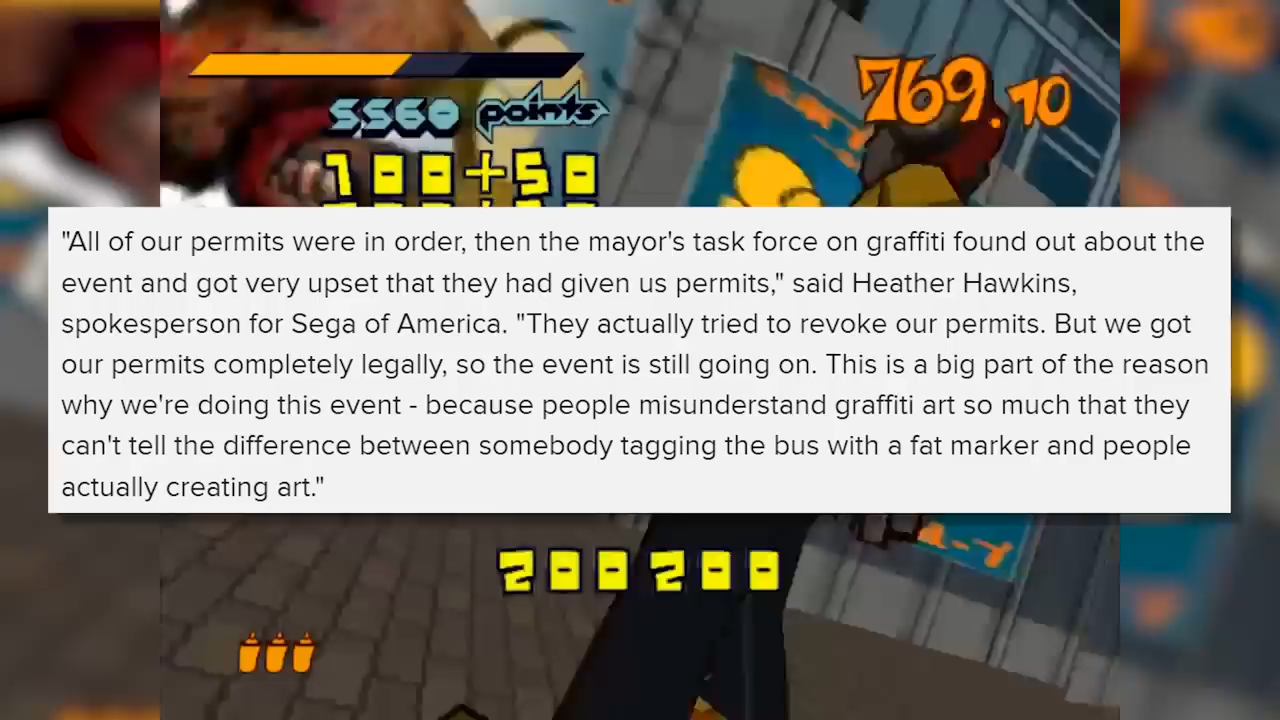 769.10
5560 points
100+50
"All of our permits were in order, then the mayor's task force on graffiti found out about the
event and got very upset that they had given us permits," said Heather Hawkins,
spokesperson for Sega of America. "They actually tried to revoke our permits. But we got
our permits completely legally, so the event is still going on. This is a big part of the reason
why we're doing this event - because people misunderstand graffiti art so much that they
can't tell the difference between somebody tagging the bus with a fat marker and people
actually creating art."
200 200